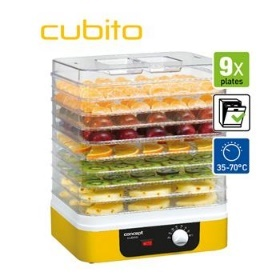 cubito
9x
plates
35-70°C
concept